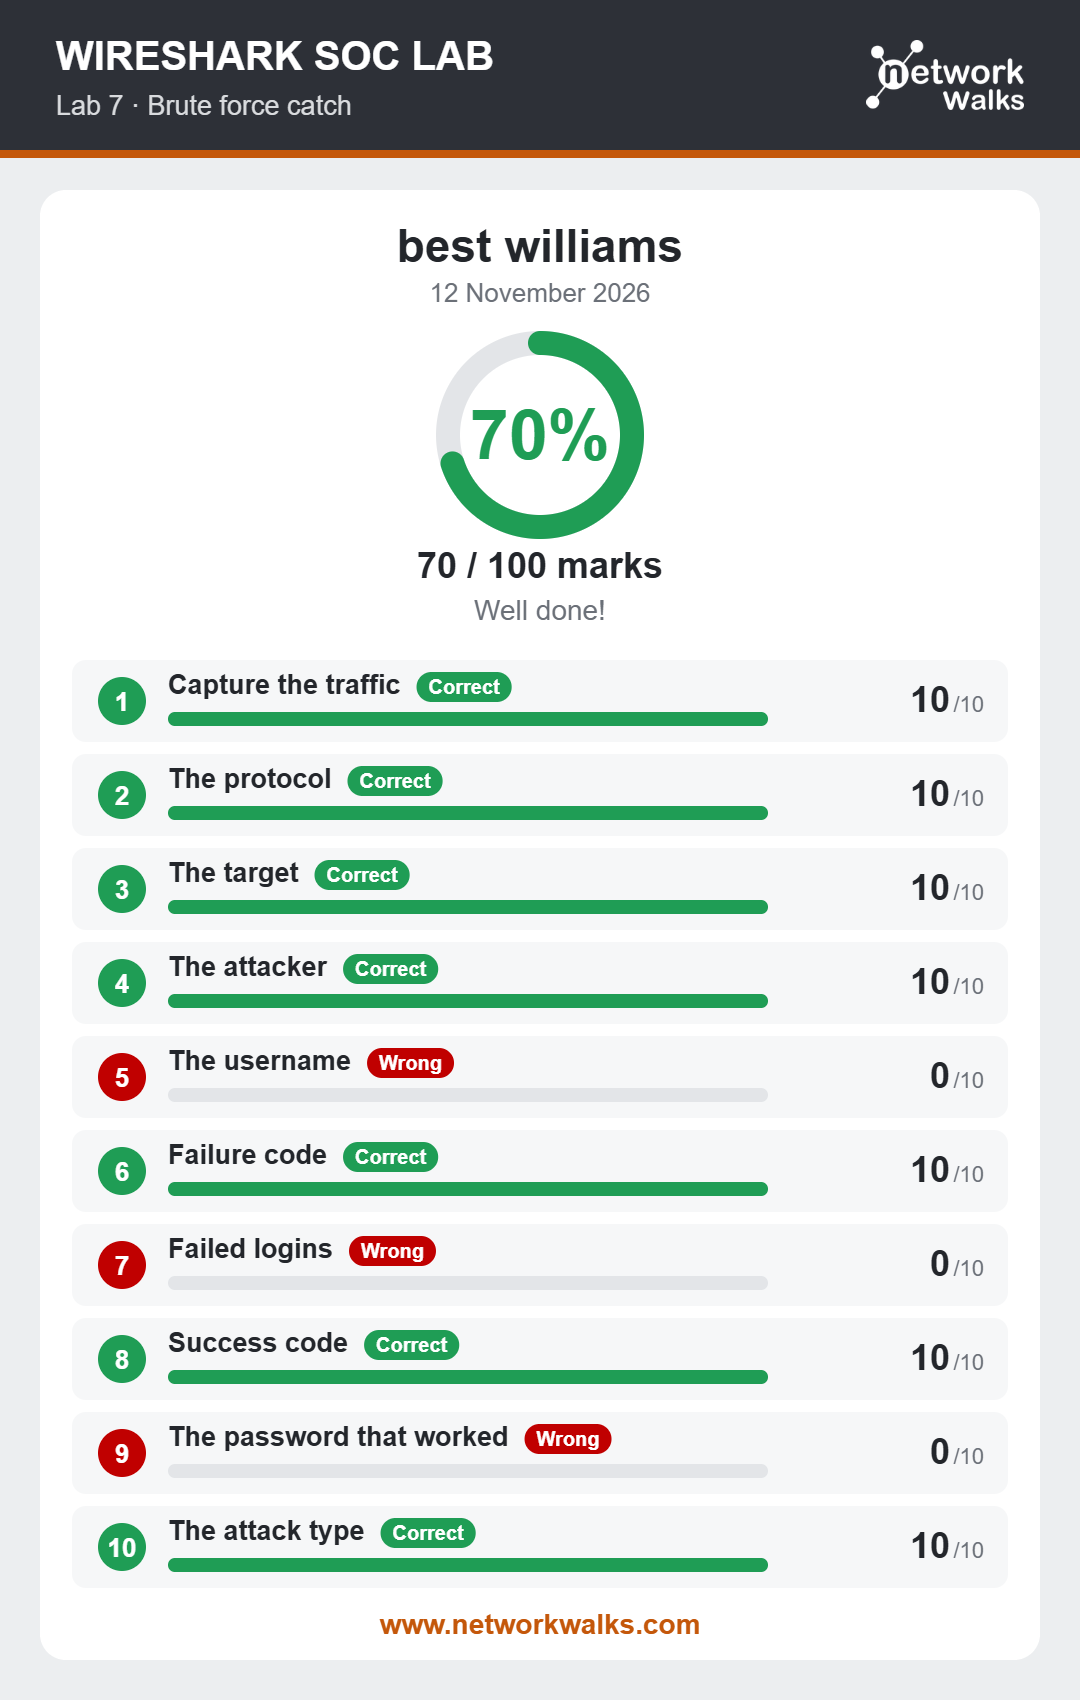 WIRESHARK SOC LAB
Lab 7 · Brute force catch
network
walks
best williams
12 November 2026
70%
70 / 100 marks
Well done!
1 Capture the traffic Correct 10 /10
2 The protocol Correct 10 /10
3 The target Correct 10 /10
4 The attacker Correct 10 /10
5 The username Wrong 0 /10
6 Failure code Correct 10 /10
7 Failed logins Wrong 0 /10
8 Success code Correct 10 /10
9 The password that worked Wrong 0 /10
10 The attack type Correct 10 /10
www.networkwalks.com